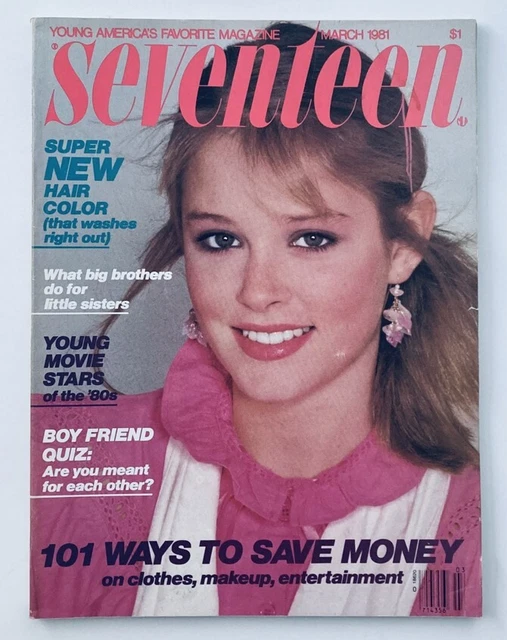 YOUNG AMERICA'S FAVORITE MAGAZINE MARCH 1981 $1
seventeen
SUPER
NEW
HAIR
COLOR
(that washes
right out)
What big brothers
do for
little sisters
YOUNG
MOVIE
STARS
of the '80s
BOY FRIEND
QUIZ:
Are you meant
for each other?
101 WAYS TO SAVE MONEY
on clothes, makeup, entertainment
03